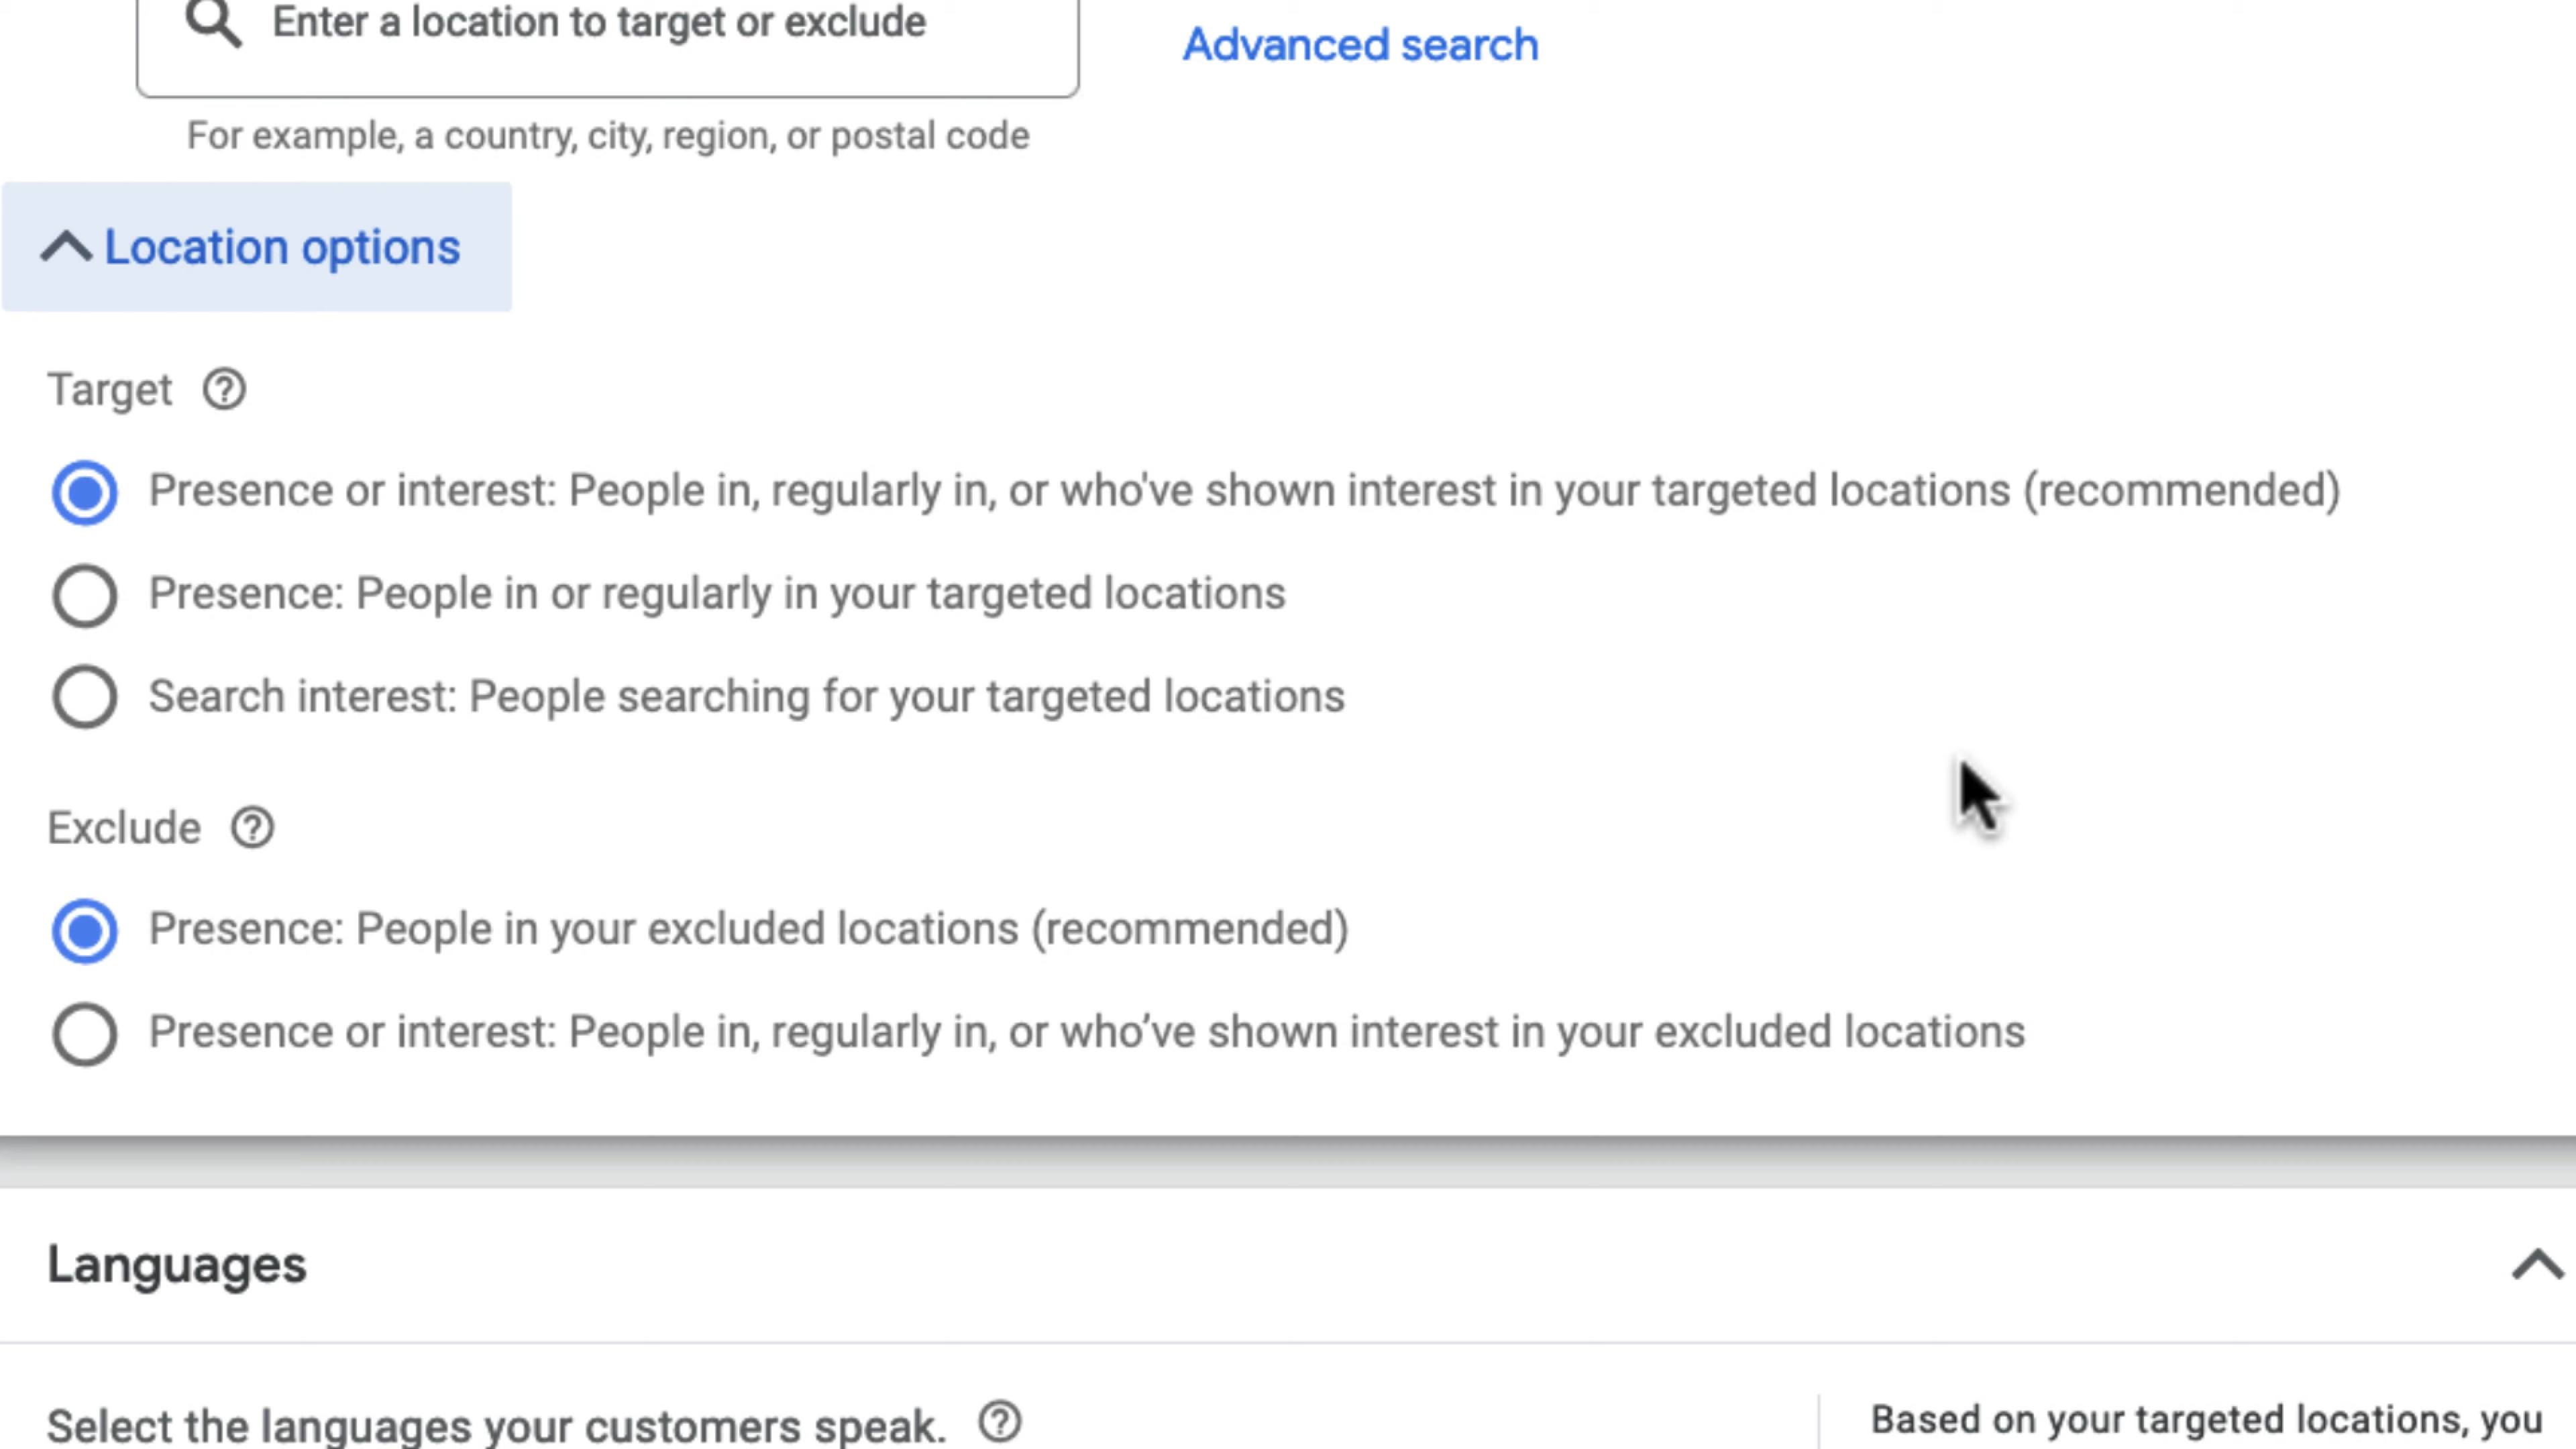 Enter a location to target or exclude
Advanced search
For example, a country, city, region, or postal code
Location options
Target
Presence or interest: People in, regularly in, or who've shown interest in your targeted locations (recommended)
Presence: People in or regularly in your targeted locations
Search interest: People searching for your targeted locations
Exclude
Presence: People in your excluded locations (recommended)
Presence or interest: People in, regularly in, or who’ve shown interest in your excluded locations
Languages
Select the languages your customers speak.
Based on your targeted locations, you